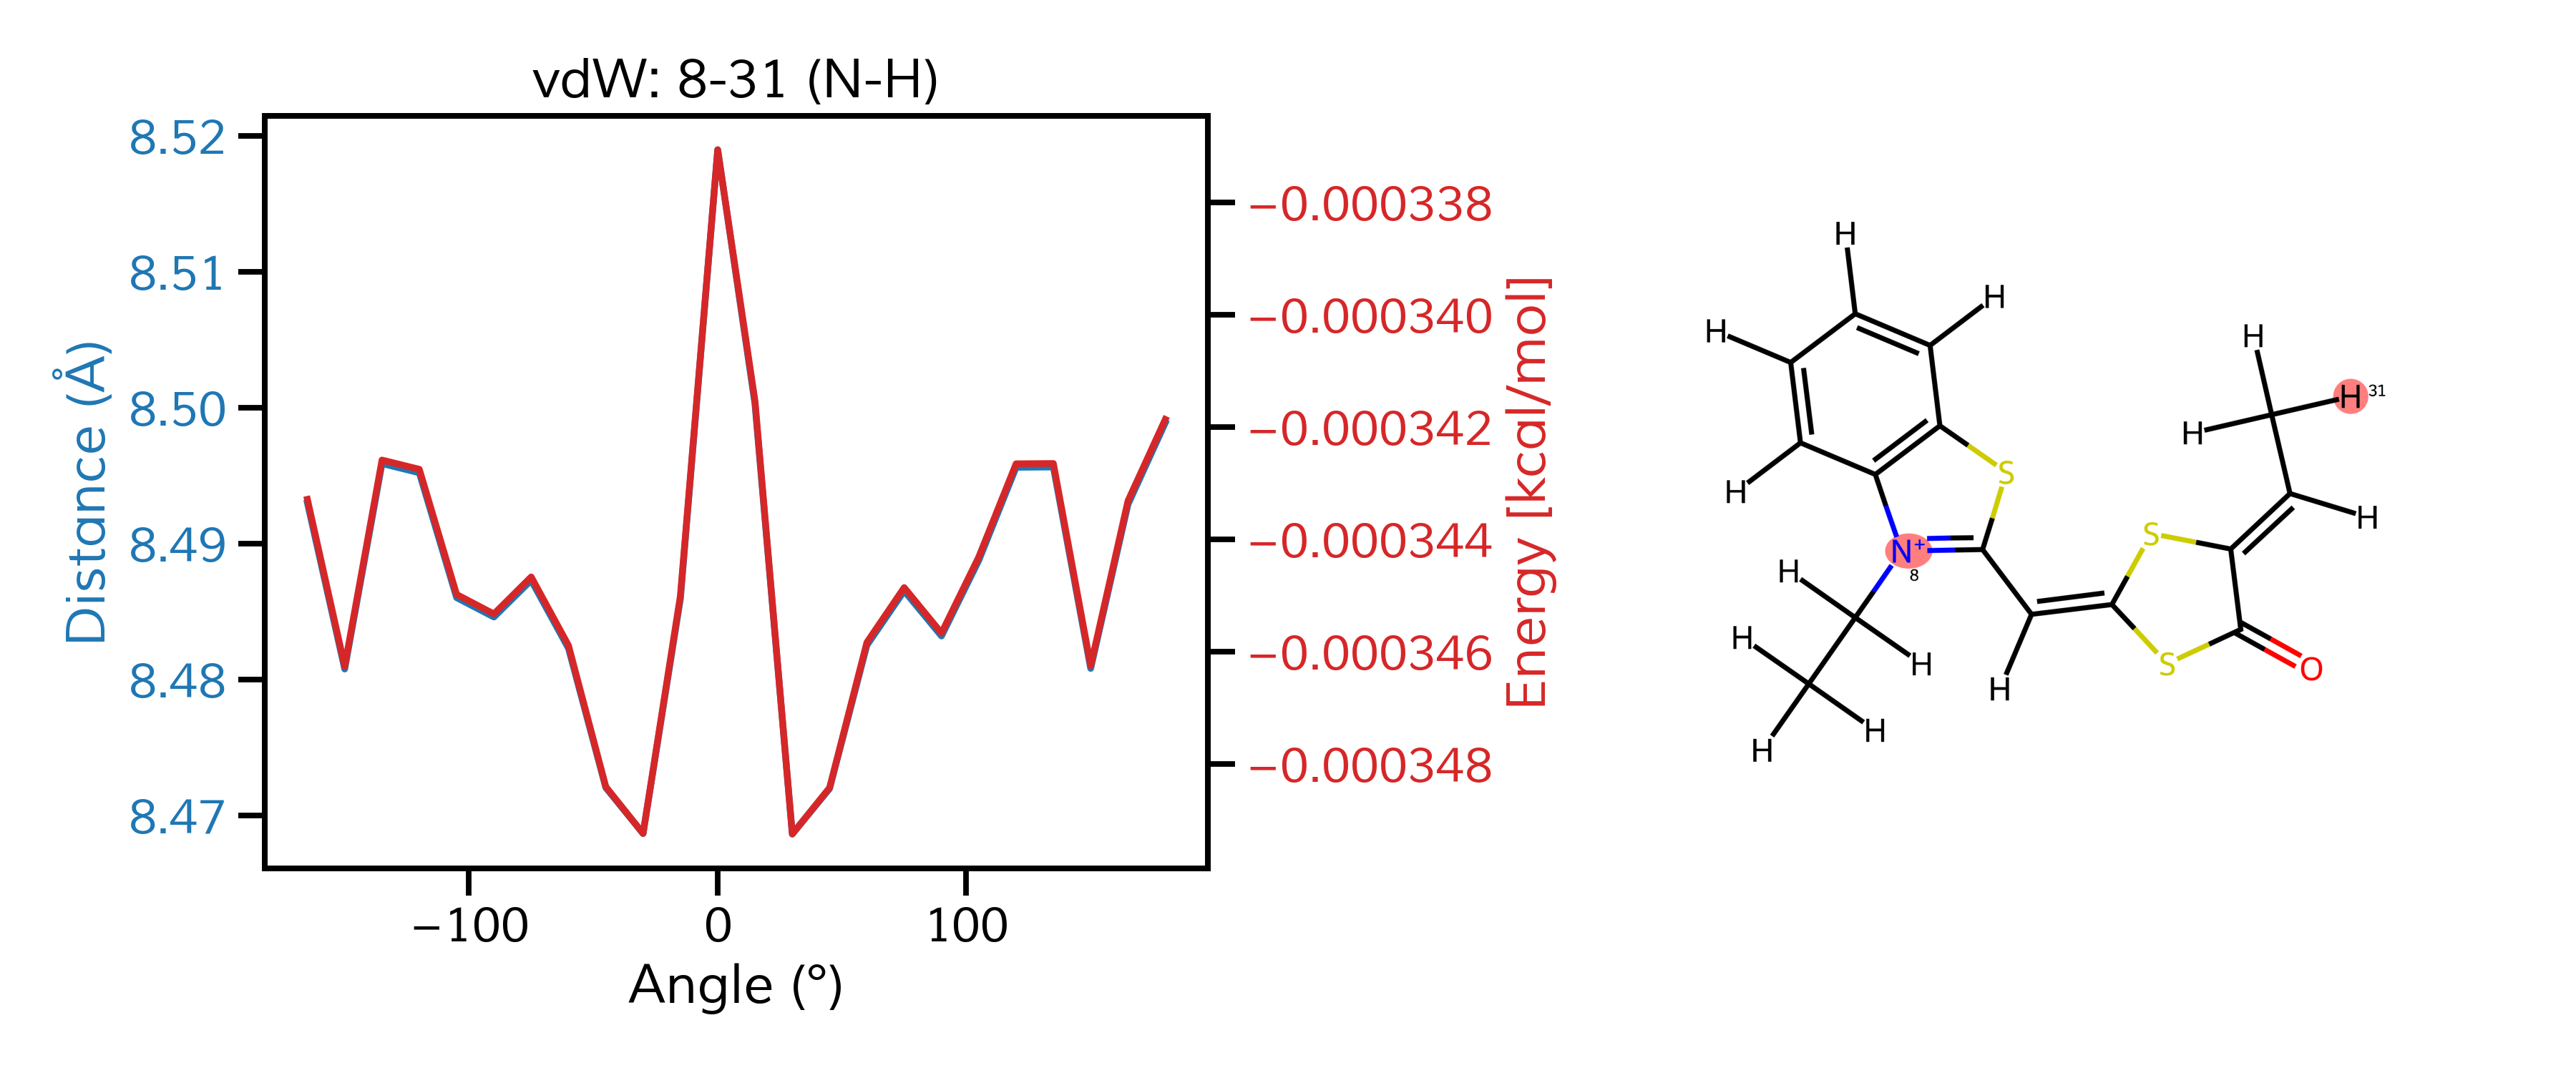 vdW: 8-31 (N-H)
8.52
8.51
8.50
8.49
8.48
8.47
Distance (Å)
−0.000338
−0.000340
−0.000342
−0.000344
−0.000346
−0.000348
Energy [kcal/mol]
−100
0
100
Angle (°)
H
H
H
H
H
H 31
H
S
H
S
N+
8
H
H
H
H
S
O
H
H